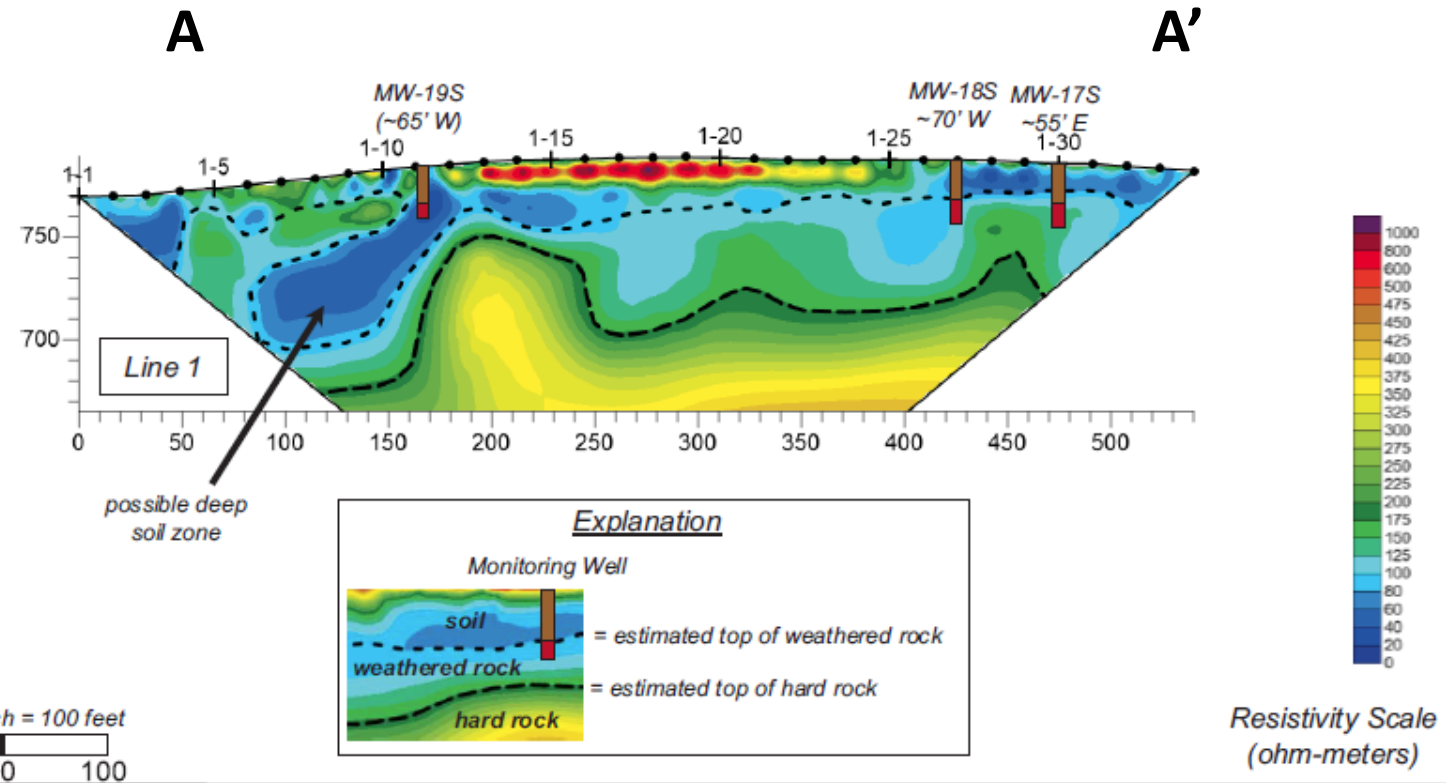 A A’
MW-19S
(~65' W)
MW-18S
~70' W
MW-17S
~55' E
1-1
1-5
1-10
1-15
1-20
1-25
1-30
750
700
Line 1
0 50 100 150 200 250 300 350 400 450 500
possible deep
soil zone
Explanation
Monitoring Well
soil
weathered rock
hard rock
= estimated top of weathered rock
= estimated top of hard rock
h = 100 feet
0 100
1000
800
600
500
475
450
425
400
375
350
325
300
275
250
225
200
175
150
125
100
80
60
40
20
0
Resistivity Scale
(ohm-meters)